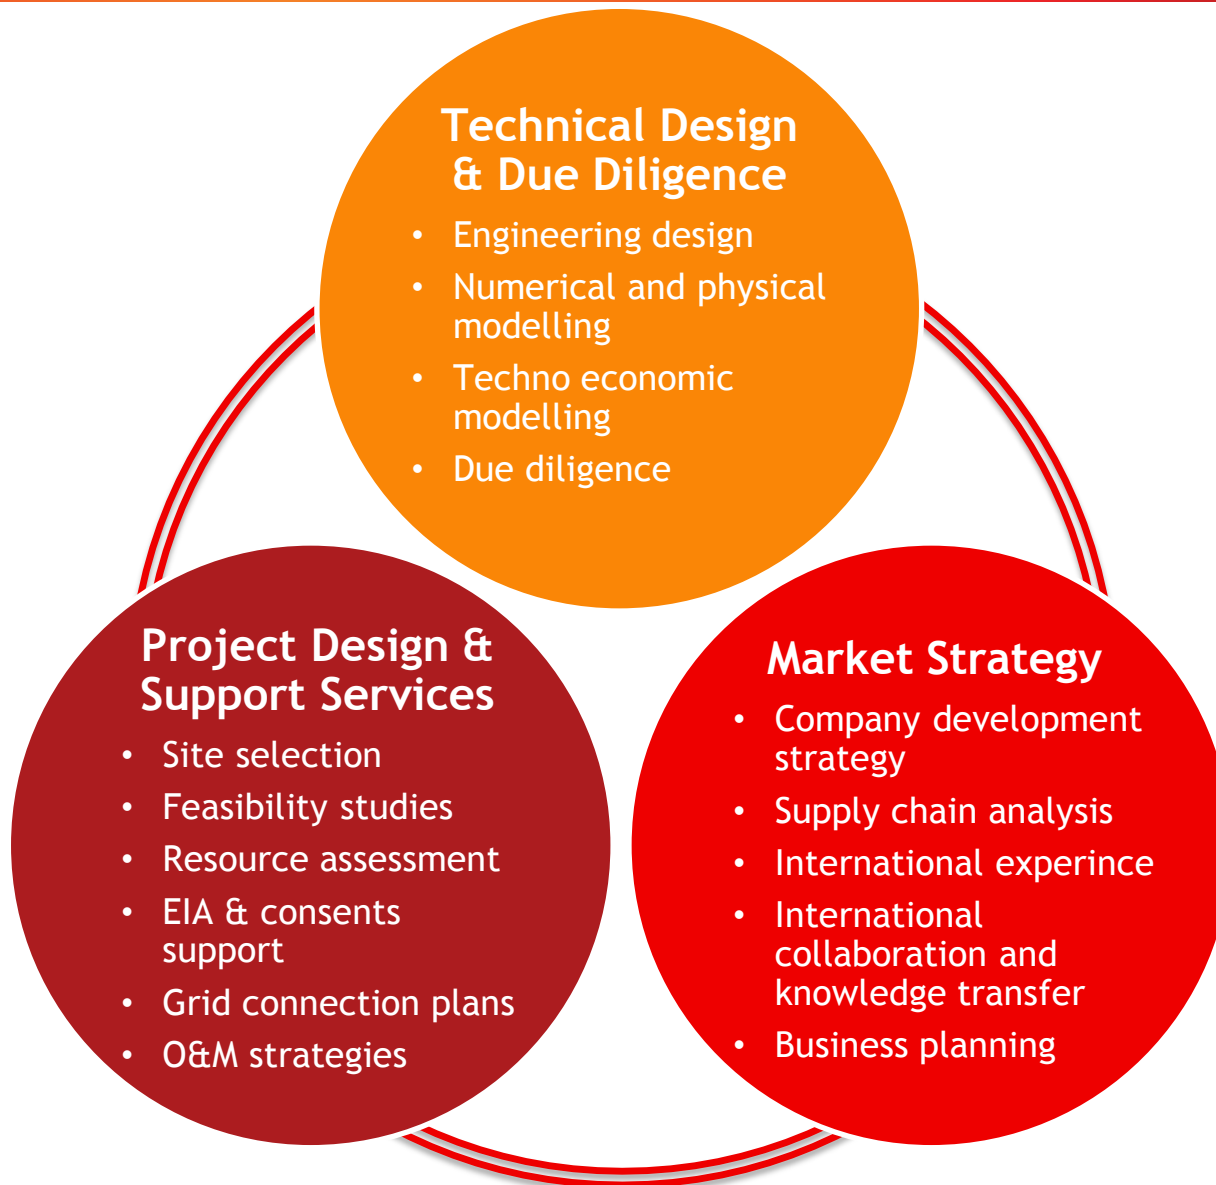 Technical Design
& Due Diligence
• Engineering design
• Numerical and physical
modelling
• Techno economic
modelling
• Due diligence
Project Design &
Support Services
• Site selection
• Feasibility studies
• Resource assessment
• EIA & consents
support
• Grid connection plans
• O&M strategies
Market Strategy
• Company development
strategy
• Supply chain analysis
• International experince
• International
collaboration and
knowledge transfer
• Business planning